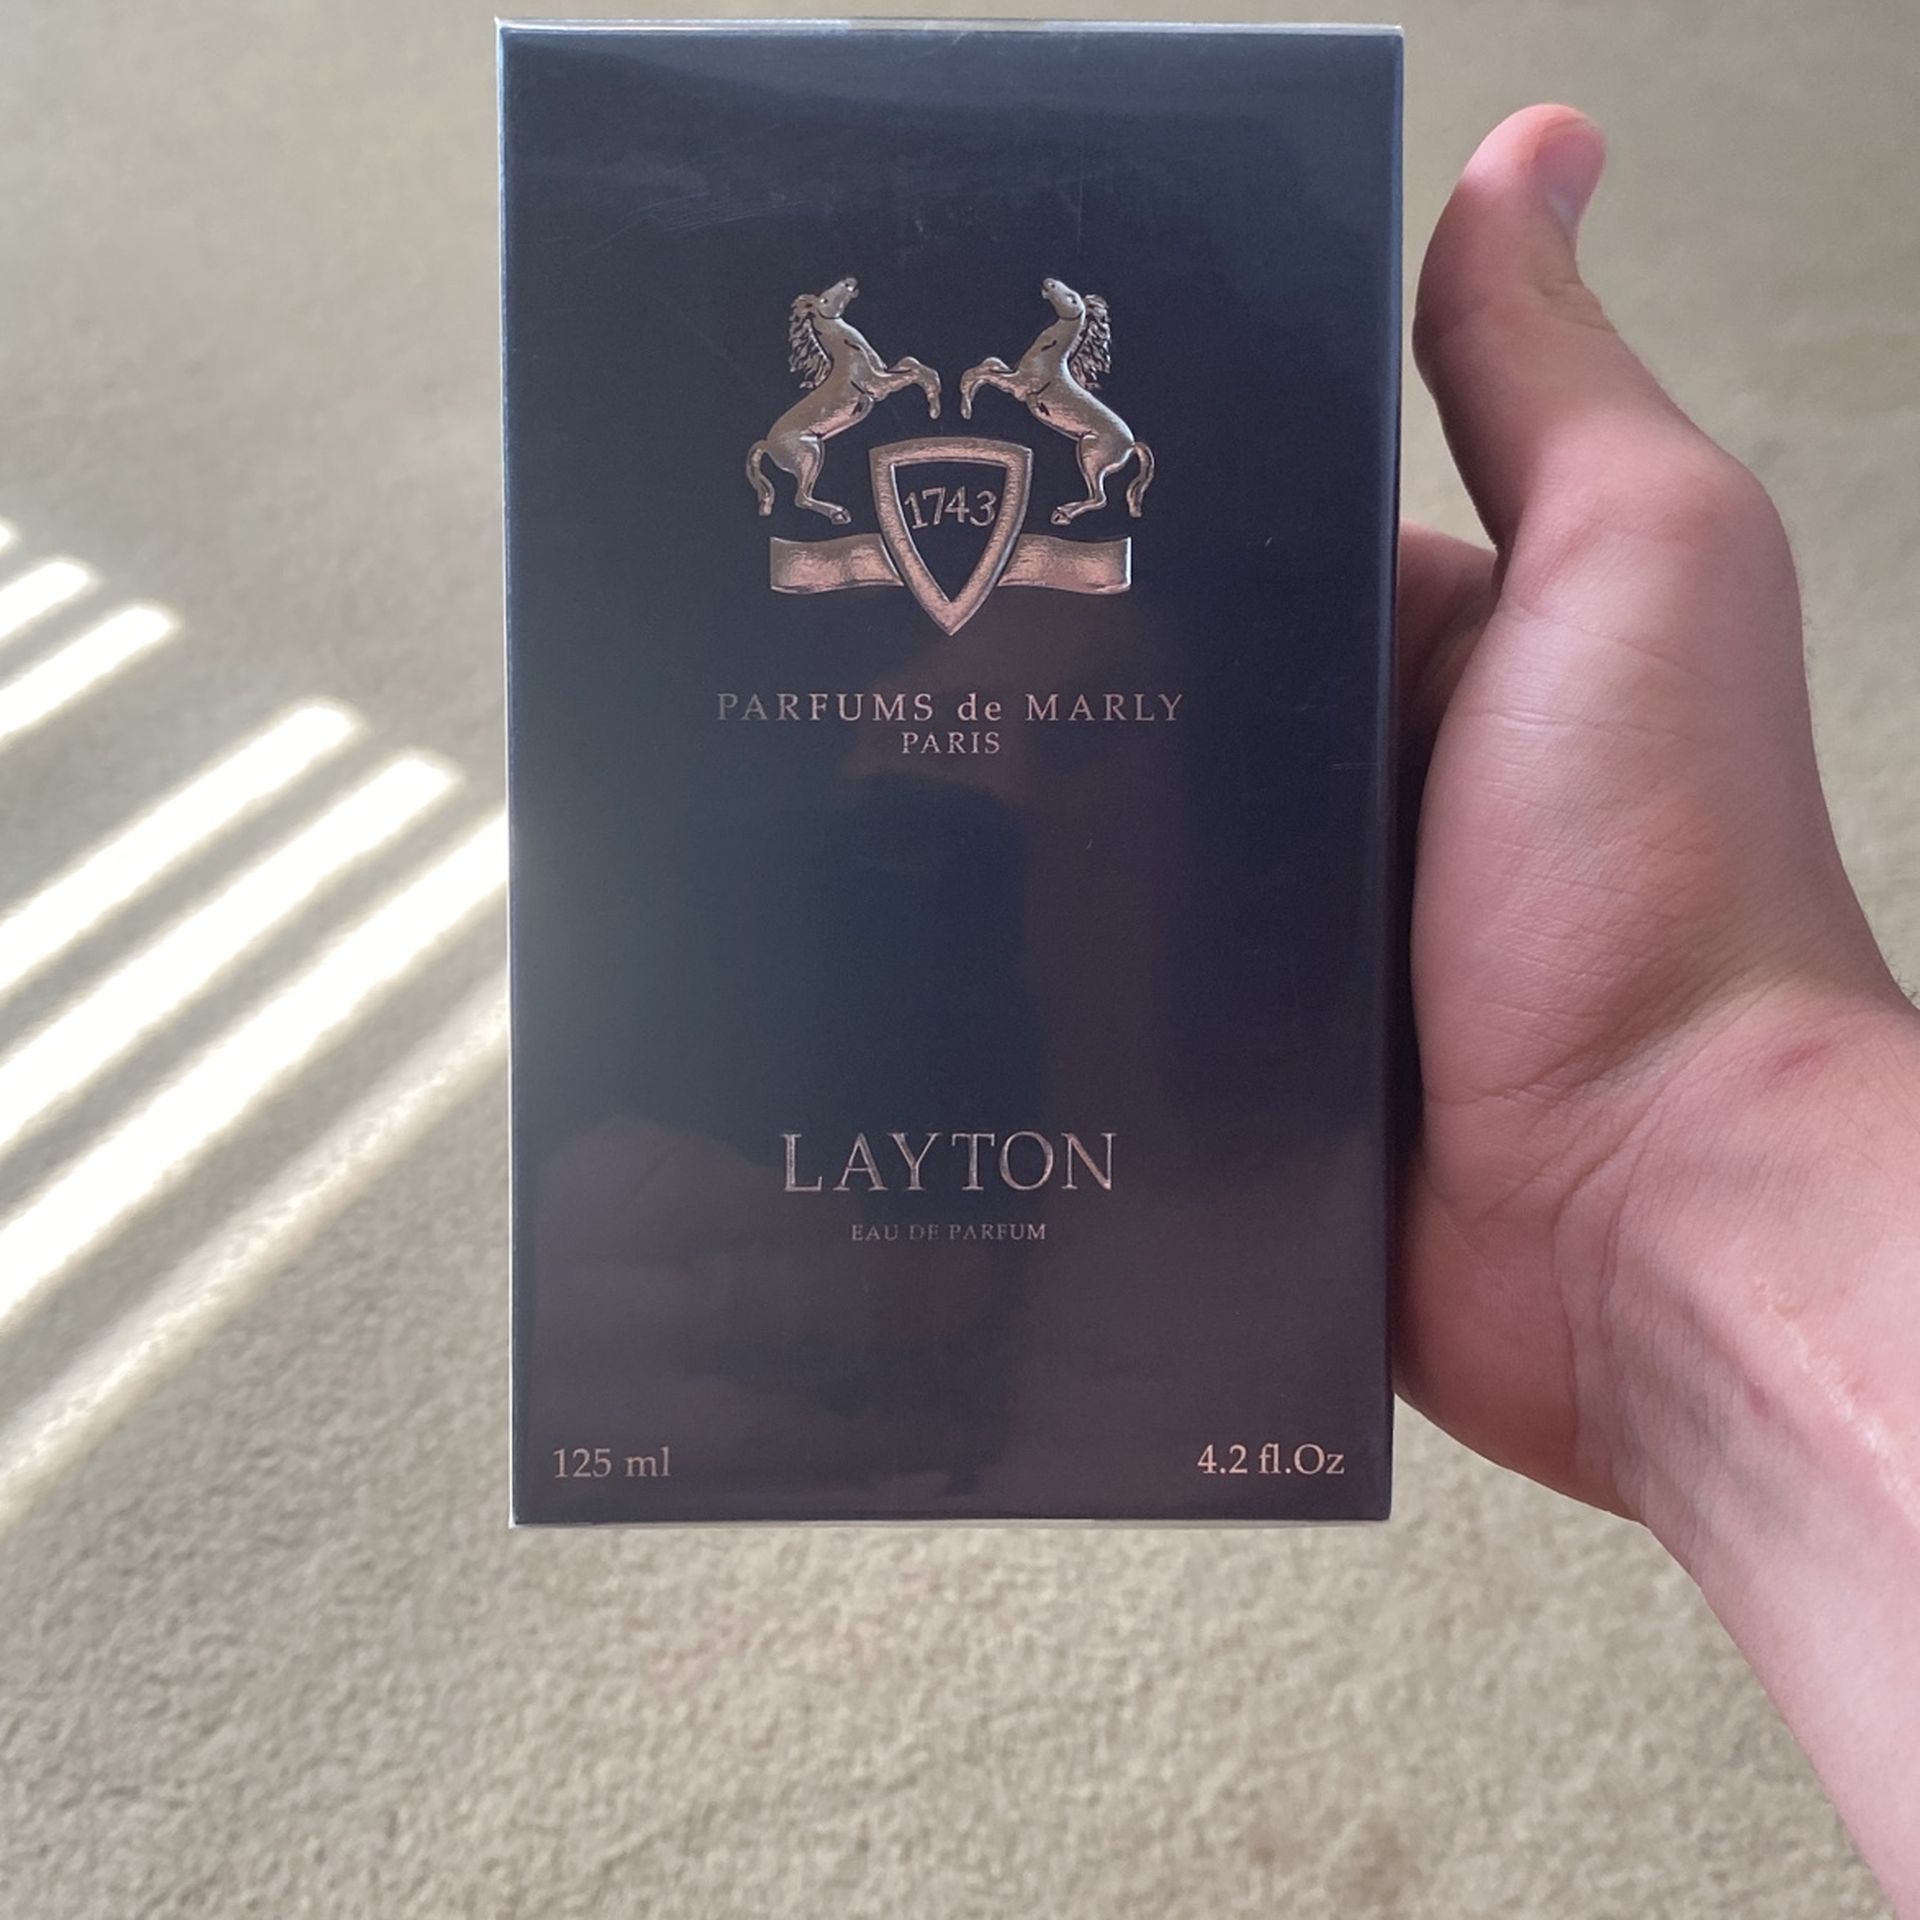 1743
PARFUMS de MARLY
PARIS
LAYTON
EAU DE PARFUM
125 ml
4.2 fl.Oz